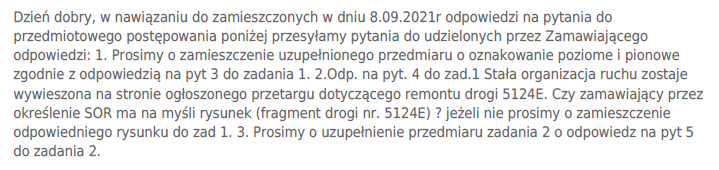 Dzień dobry, w nawiązaniu do zamieszczonych w dniu 8.09.2021r odpowiedzi na pytania do
przedmiotowego postępowania poniżej przesyłamy pytania do udzielonych przez Zamawiającego
odpowiedzi: 1. Prosimy o zamieszczenie uzupełnionego przedmiaru o oznakowanie poziome i pionowe
zgodnie z odpowiedzią na pyt 3 do zadania 1. 2.Odp. na pyt. 4 do zad.1 Stała organizacja ruchu zostaje
wywieszona na stronie ogłoszonego przetargu dotyczącego remontu drogi 5124E. Czy zamawiający przez
określenie SOR ma na myśli rysunek (fragment drogi nr. 5124E) ? jeżeli nie prosimy o zamieszczenie
odpowiedniego rysunku do zad 1. 3. Prosimy o uzupełnienie przedmiaru zadania 2 o odpowiedz na pyt 5
do zadania 2.